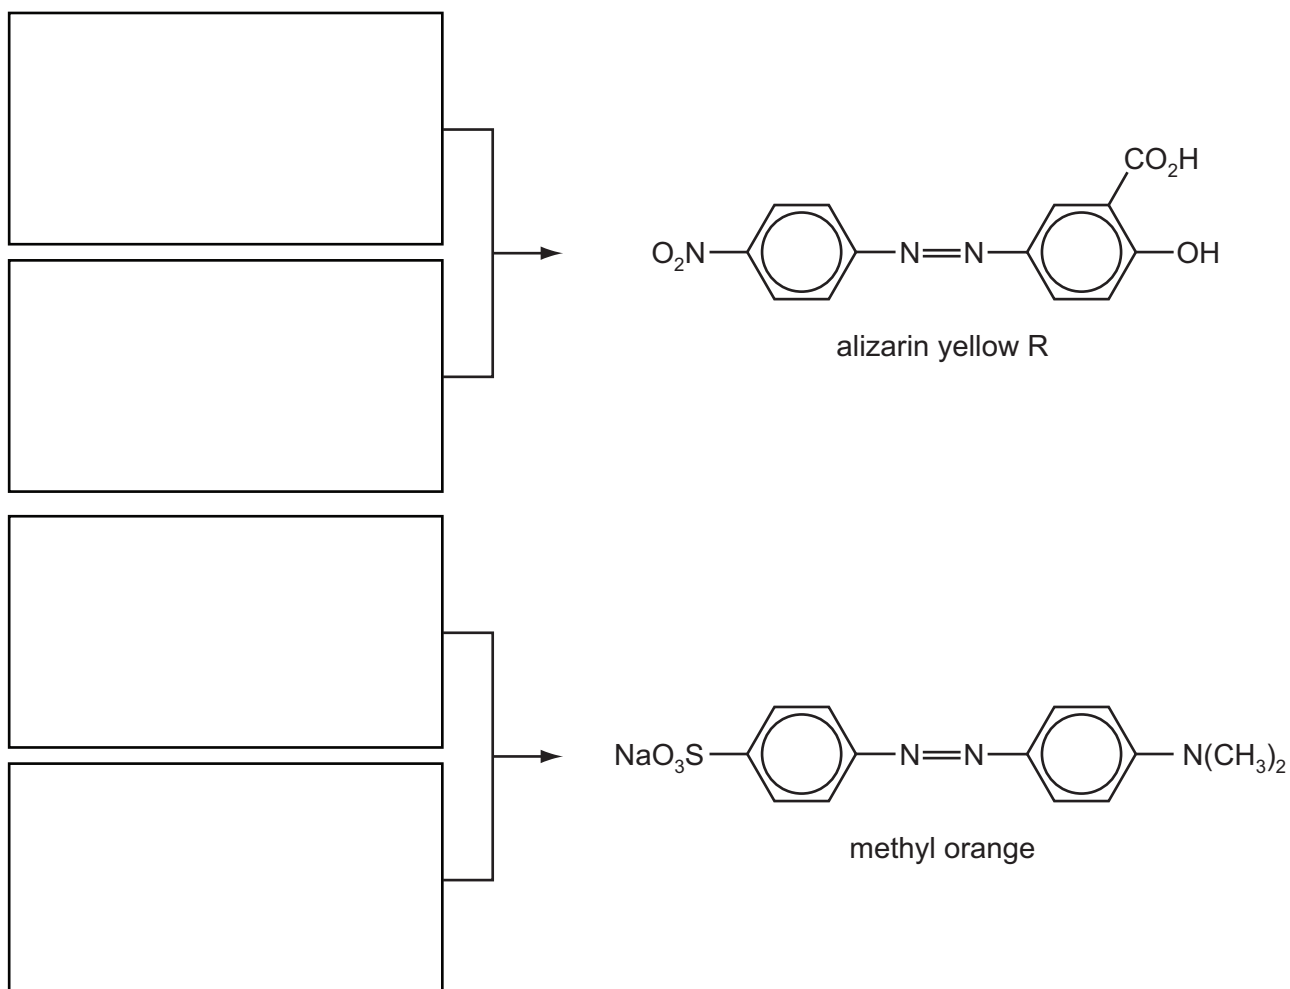 CO₂H
O₂N N N OH
alizarin yellow R
NaO₃S N N N(CH₃)₂
methyl orange